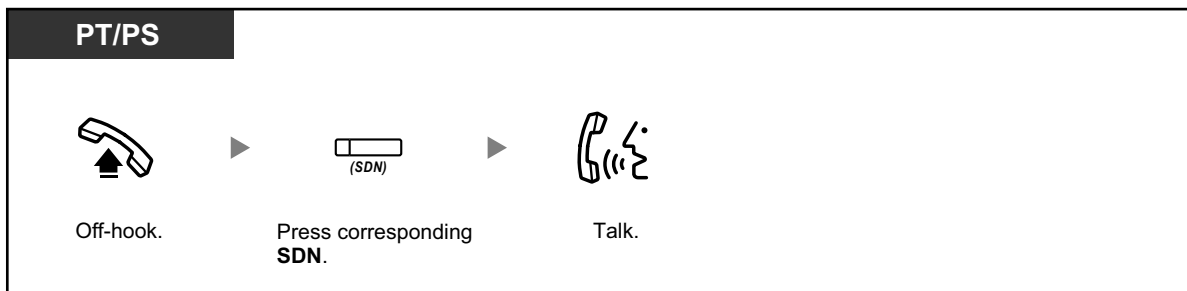 PT/PS
(SDN)
Off-hook.
Press corresponding
SDN.
Talk.